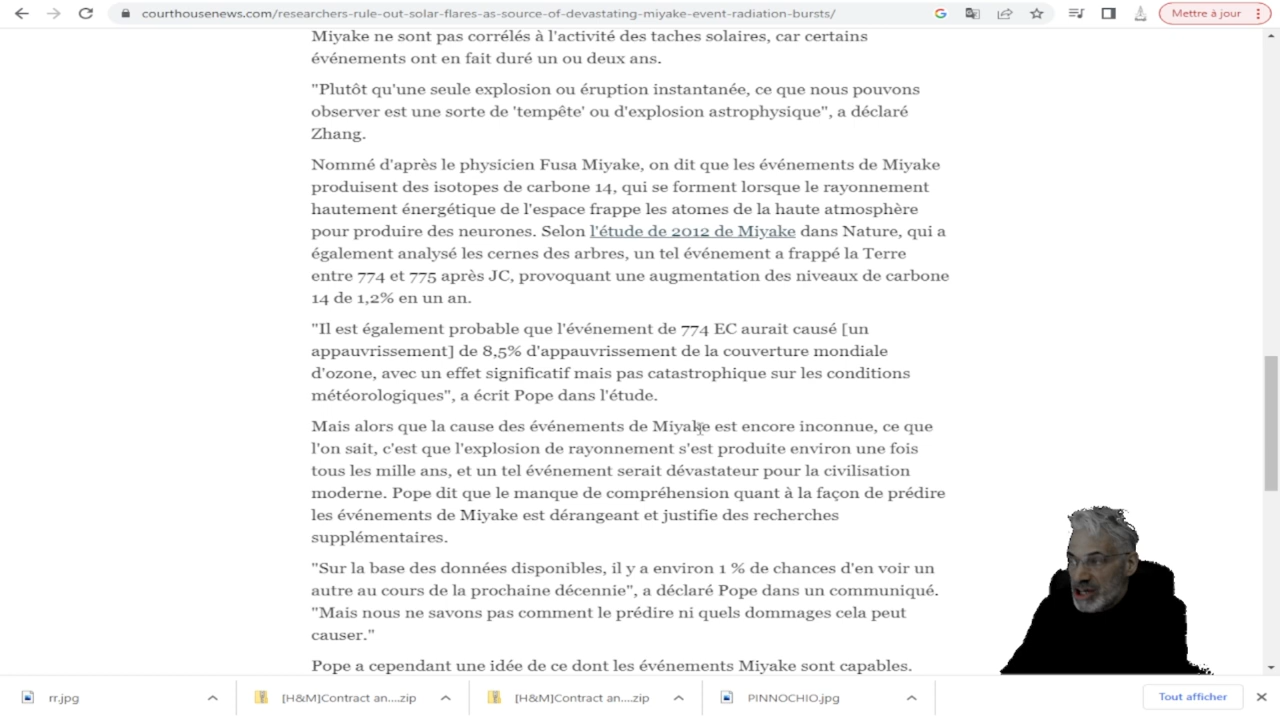 courthousenews.com/researchers-rule-out-solar-flares-as-source-of-devastating-miyake-event-radiation-bursts/
Mettre à jour
Miyake ne sont pas corrélés à l'activité des taches solaires, car certains
événements ont en fait duré un ou deux ans.
"Plutôt qu'une seule explosion ou éruption instantanée, ce que nous pouvons
observer est une sorte de 'tempête' ou d'explosion astrophysique", a déclaré
Zhang.
Nommé d'après le physicien Fusa Miyake, on dit que les événements de Miyake
produisent des isotopes de carbone 14, qui se forment lorsque le rayonnement
hautement énergétique de l'espace frappe les atomes de la haute atmosphère
pour produire des neurones. Selon l'étude de 2012 de Miyake dans Nature, qui a
également analysé les cernes des arbres, un tel événement a frappé la Terre
entre 774 et 775 après JC, provoquant une augmentation des niveaux de carbone
14 de 1,2% en un an.
"Il est également probable que l'événement de 774 EC aurait causé [un
appauvrissement] de 8,5% d'appauvrissement de la couverture mondiale
d'ozone, avec un effet significatif mais pas catastrophique sur les conditions
météorologiques", a écrit Pope dans l'étude.
Mais alors que la cause des événements de Miyake est encore inconnue, ce que
l'on sait, c'est que l'explosion de rayonnement s'est produite environ une fois
tous les mille ans, et un tel événement serait dévastateur pour la civilisation
moderne. Pope dit que le manque de compréhension quant à la façon de prédire
les événements de Miyake est dérangeant et justifie des recherches
supplémentaires.
"Sur la base des données disponibles, il y a environ 1 % de chances d'en voir un
autre au cours de la prochaine décennie", a déclaré Pope dans un communiqué.
"Mais nous ne savons pas comment le prédire ni quels dommages cela peut
causer."
Pope a cependant une idée de ce dont les événements Miyake sont capables.
rr.jpg
[H&M]Contract an....zip
[H&M]Contract an....zip
PINNOCHIO.jpg
Tout afficher